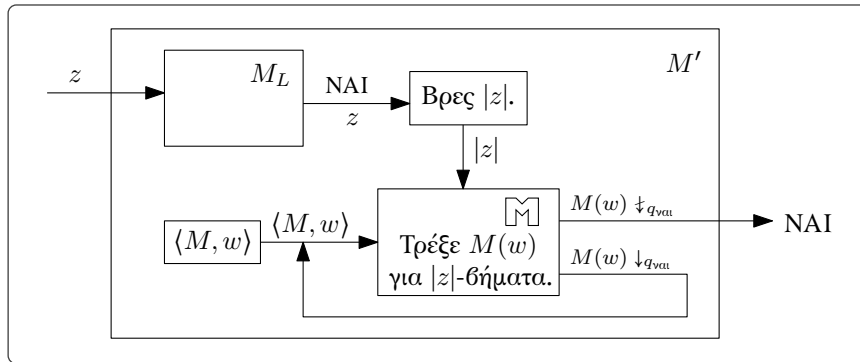 z
M_L
M′
ΝΑΙ
z
Βρες |z|.
|z|
⟨M, w⟩
⟨M, w⟩
M
Τρέξε M(w)
για |z|-βήματα.
M(w) ↓̸_{q_ναι}
ΝΑΙ
M(w) ↓_{q_ναι}